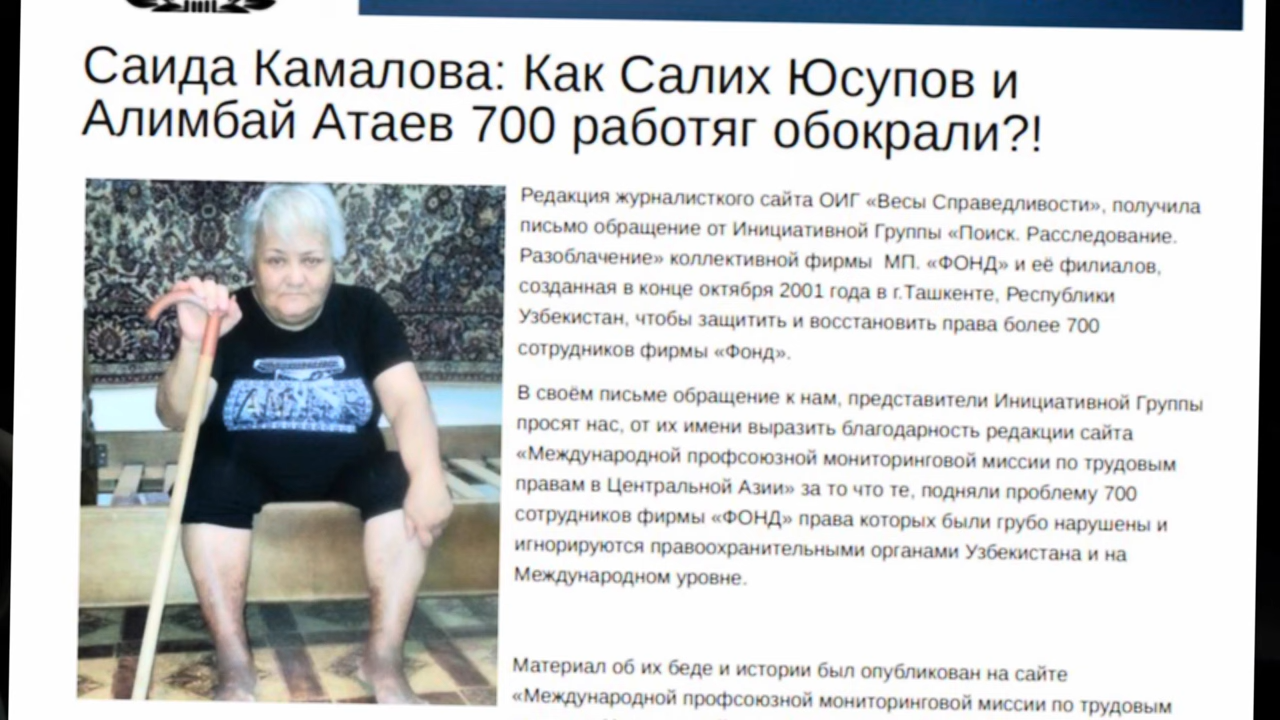 Саида Камалова: Как Салих Юсупов и
Алимбай Атаев 700 работяг обокрали?!
Редакция журналисткого сайта ОИГ «Весы Справедливости», получила
письмо обращение от Инициативной Группы «Поиск. Расследование.
Разоблачение» коллективной фирмы МП. «ФОНД» и её филиалов,
созданная в конце октября 2001 года в г.Ташкенте, Республики
Узбекистан, чтобы защитить и восстановить права более 700
сотрудников фирмы «Фонд».
В своём письме обращение к нам, представители Инициативной Группы
просят нас, от их имени выразить благодарность редакции сайта
«Международной профсоюзной мониторинговой миссии по трудовым
правам в Центральной Азии» за то что те, подняли проблему 700
сотрудников фирмы «ФОНД» права которых были грубо нарушены и
игнорируются правоохранительными органами Узбекистана и на
Международном уровне.
Материал об их беде и истории был опубликован на сайте
«Международной профсоюзной мониторинговой миссии по трудовым